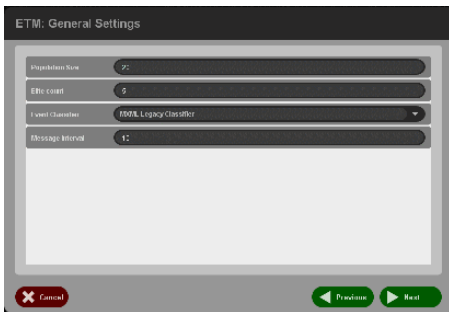 ETM: General Settings
Population Size 20
Elite count 5
Event Classifier MXML Legacy Classifier
Message Interval 10
Cancel Previous Next